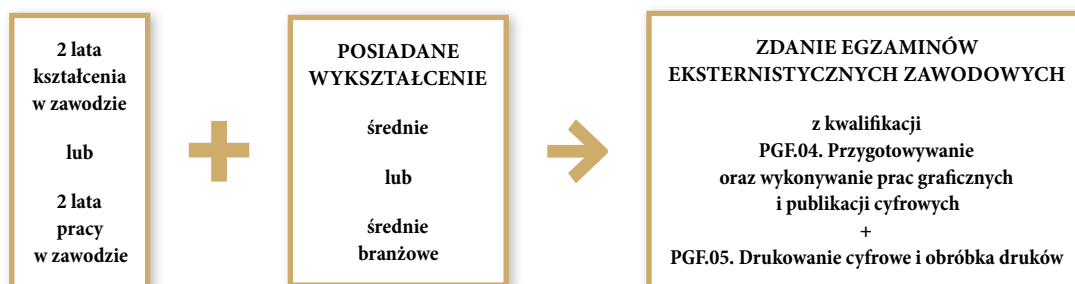 2 lata
kształcenia
w zawodzie
lub
2 lata
pracy
w zawodzie
+
POSIADANE
WYKSZTAŁCENIE
średnie
lub
średnie
branżowe
ZDANIE EGZAMINÓW
EKSTERNISTYCZNYCH ZAWODOWYCH
z kwalifikacji
PGF.04. Przygotowywanie
oraz wykonywanie prac graficznych
i publikacji cyfrowych
+
PGF.05. Drukowanie cyfrowe i obróbka druków